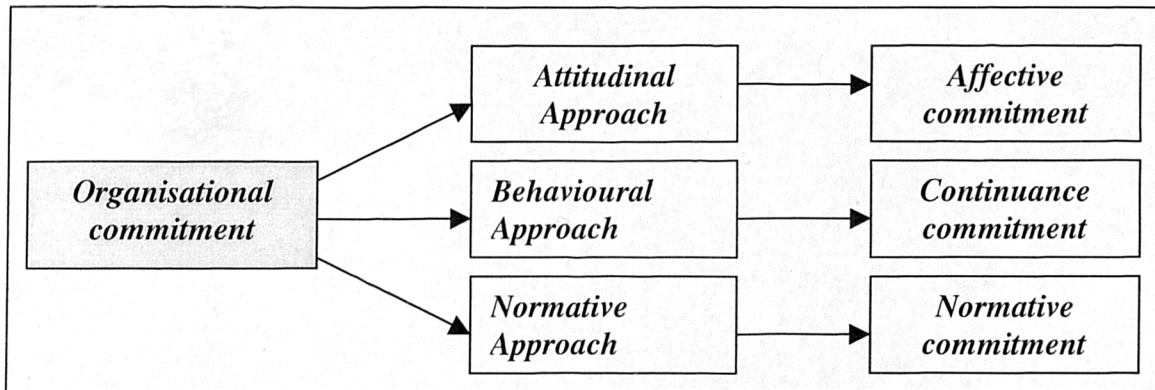 Attitudinal
Approach
Affective
commitment
Organisational
commitment
Behavioural
Approach
Continuance
commitment
Normative
Approach
Normative
commitment